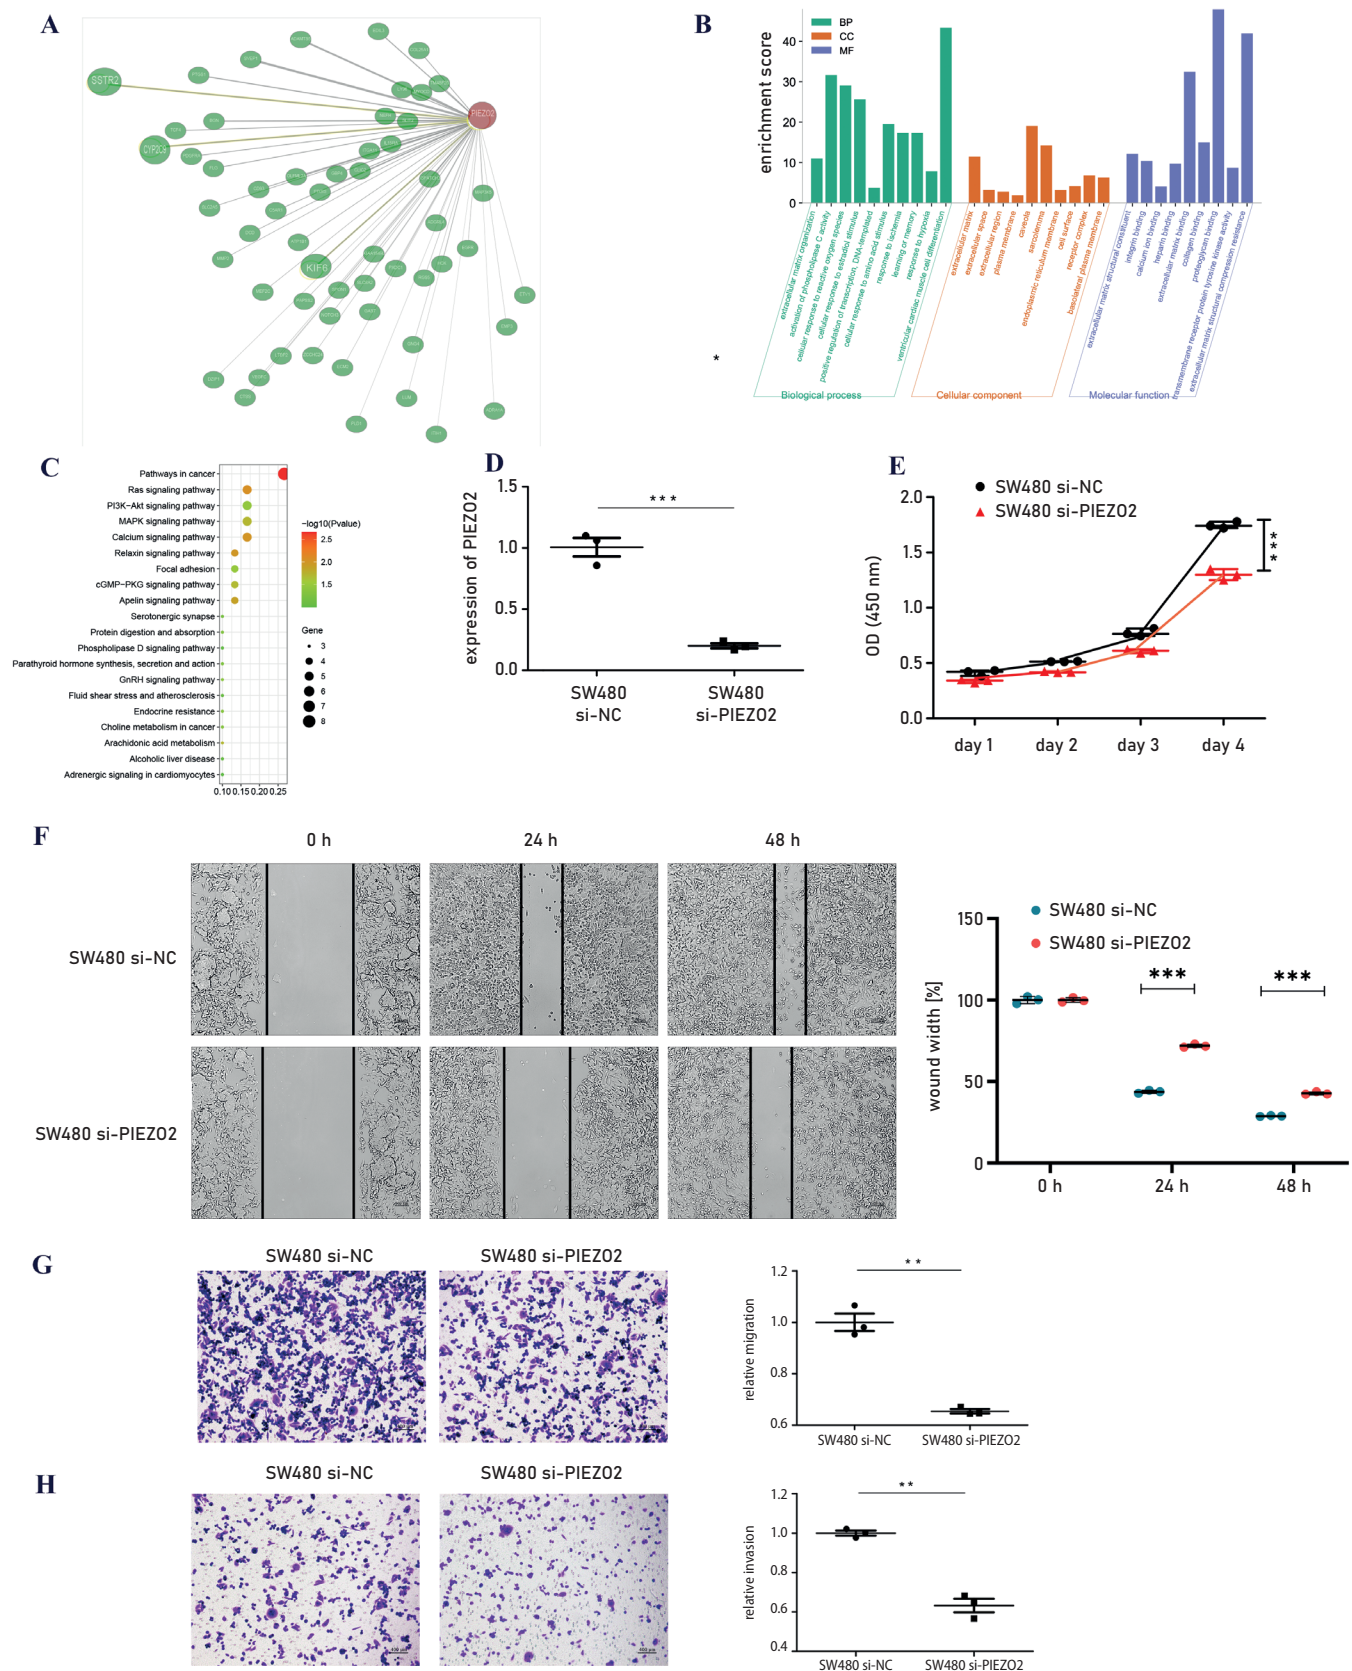 A
SSTR2
CYP2C9
KIF6
PIEZO2
B
BP
CC
MF
enrichment score
40
30
20
10
0
extracellular matrix organization
activation of phospholipase C activity
cellular response to reactive oxygen species
cellular response to estradiol stimulus
positive regulation of transcription, DNA-templated
cellular response to amino acid stimulus
response to ischemia
learning or memory
response to hypoxia
ventricular cardiac muscle cell differentiation
extracellular matrix
extracellular space
extracellular region
plasma membrane
caveola
sarcolemma
endoplasmic reticulum membrane
cell surface
receptor complex
basolateral plasma membrane
extracellular matrix structural constituent
integrin binding
calcium ion binding
heparin binding
extracellular matrix binding
collagen binding
proteoglycan binding
transmembrane receptor protein tyrosine kinase activity
extracellular matrix structural compression resistance
*
Biological process
Cellular component
Molecular function
C
Pathways in cancer
Ras signaling pathway
PI3K−Akt signaling pathway
MAPK signaling pathway
Calcium signaling pathway
Relaxin signaling pathway
Focal adhesion
cGMP−PKG signaling pathway
Apelin signaling pathway
Serotonergic synapse
Protein digestion and absorption
Phospholipase D signaling pathway
Parathyroid hormone synthesis, secretion and action
GnRH signaling pathway
Fluid shear stress and atherosclerosis
Endocrine resistance
Choline metabolism in cancer
Arachidonic acid metabolism
Alcoholic liver disease
Adrenergic signaling in cardiomyocytes
0.10 0.15 0.20 0.25
−log10(Pvalue)
2.5
2.0
1.5
Gene
3
4
5
6
7
8
D
expression of PIEZO2
1.5
1.0
0.5
0.0
***
SW480 si-NC
SW480 si-PIEZO2
E
SW480 si-NC
SW480 si-PIEZO2
OD (450 nm)
2.0
1.5
1.0
0.5
0.0
***
day 1 day 2 day 3 day 4
F
0 h 24 h 48 h
SW480 si-NC
SW480 si-PIEZO2
SW480 si-NC
SW480 si-PIEZO2
wound width [%]
150
100
50
0
*** ***
0 h 24 h 48 h
G
SW480 si-NC SW480 si-PIEZO2
relative migration
1.2
1.0
0.8
0.6
**
SW480 si-NC SW480 si-PIEZO2
H
SW480 si-NC SW480 si-PIEZO2
400 μm
400 μm
relative invasion
1.2
1.0
0.8
0.6
0.4
**
SW480 si-NC SW480 si-PIEZO2